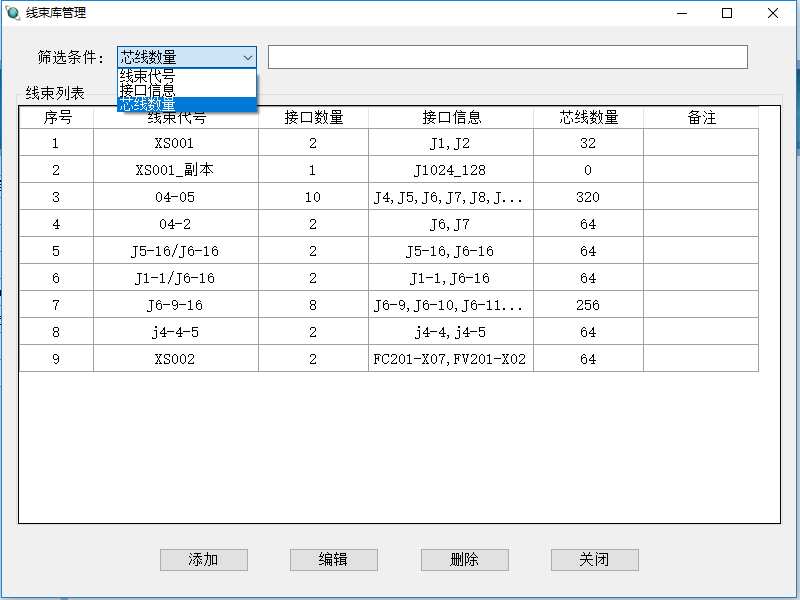 线束库管理
筛选条件: 芯线数量
线束代号
接口信息
芯线数量
线束列表
序号 线束代号 接口数量 接口信息 芯线数量 备注
1 XS001 2 J1,J2 32
2 XS001_副本 1 J1024_128 0
3 04-05 10 J4,J5,J6,J7,J8,J... 320
4 04-2 2 J6,J7 64
5 J5-16/J6-16 2 J5-16,J6-16 64
6 J1-1/J6-16 2 J1-1,J6-16 64
7 J6-9-16 8 J6-9,J6-10,J6-11... 256
8 j4-4-5 2 j4-4,j4-5 64
9 XS002 2 FC201-X07,FV201-X02 64
添加 编辑 删除 关闭